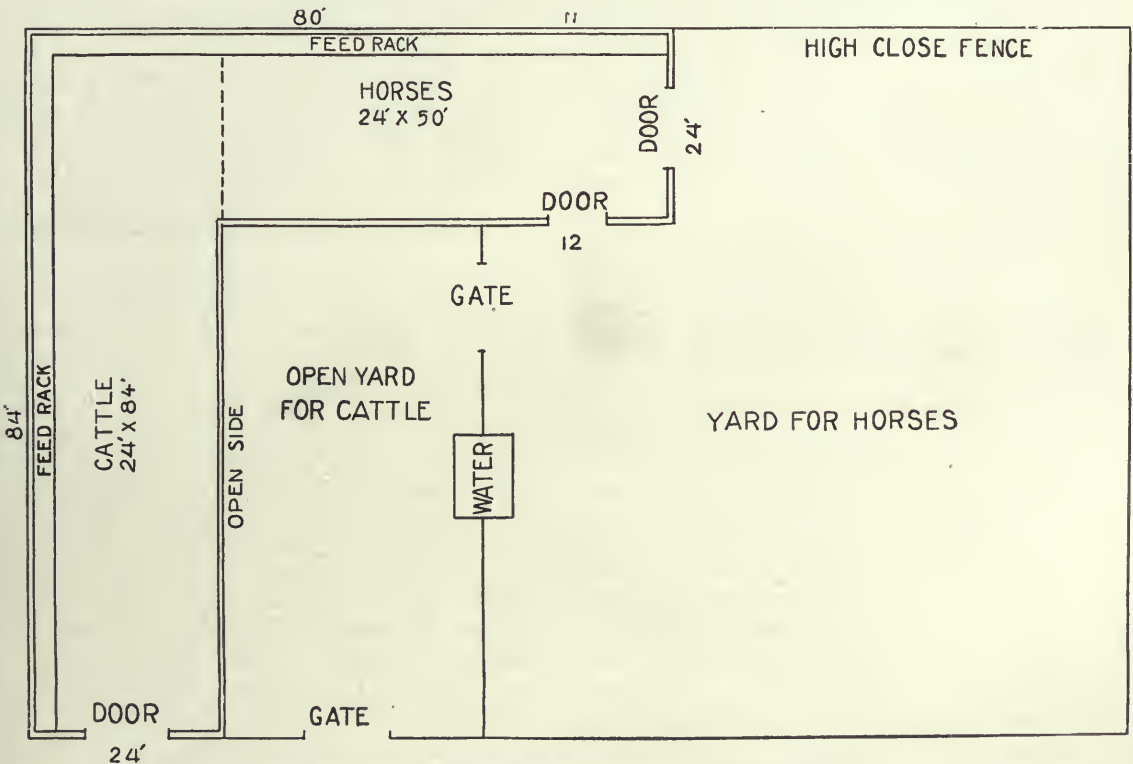 80'
FEED RACK
HIGH CLOSE FENCE
HORSES
24' X 50'
DOOR
24'
DOOR
12
GATE
OPEN YARD
FOR CATTLE
YARD FOR HORSES
84'
FEED RACK
CATTLE
24' X 84'
OPEN SIDE
WATER
DOOR
GATE
24'